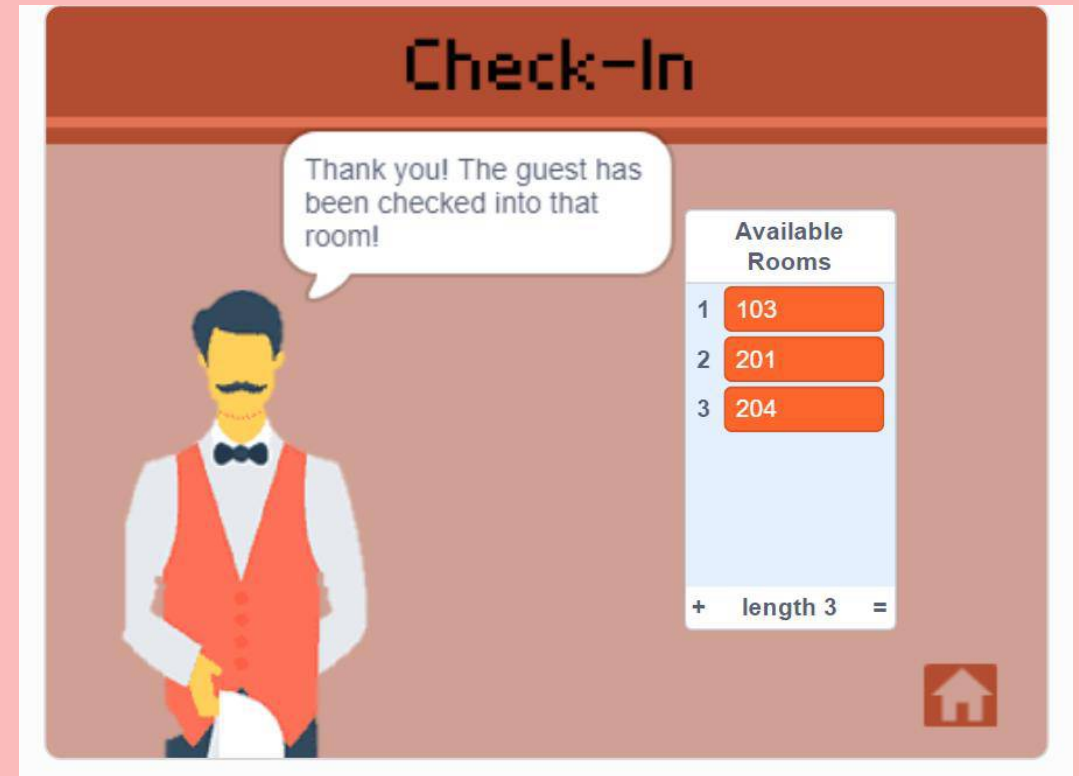 Check-In
Thank you! The guest has
been checked into that
room!
Available
Rooms
1 103
2 201
3 204
+ length 3 =